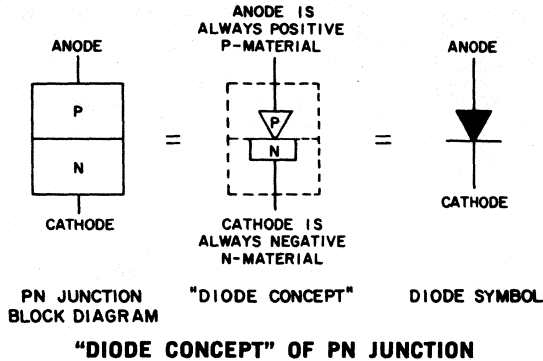 ANODE
P
N
CATHODE
=
ANODE IS
ALWAYS POSITIVE
P-MATERIAL
P
N
CATHODE IS
ALWAYS NEGATIVE
N-MATERIAL
=
ANODE
CATHODE
PN JUNCTION
BLOCK DIAGRAM
"DIODE CONCEPT"
DIODE SYMBOL
"DIODE CONCEPT" OF PN JUNCTION